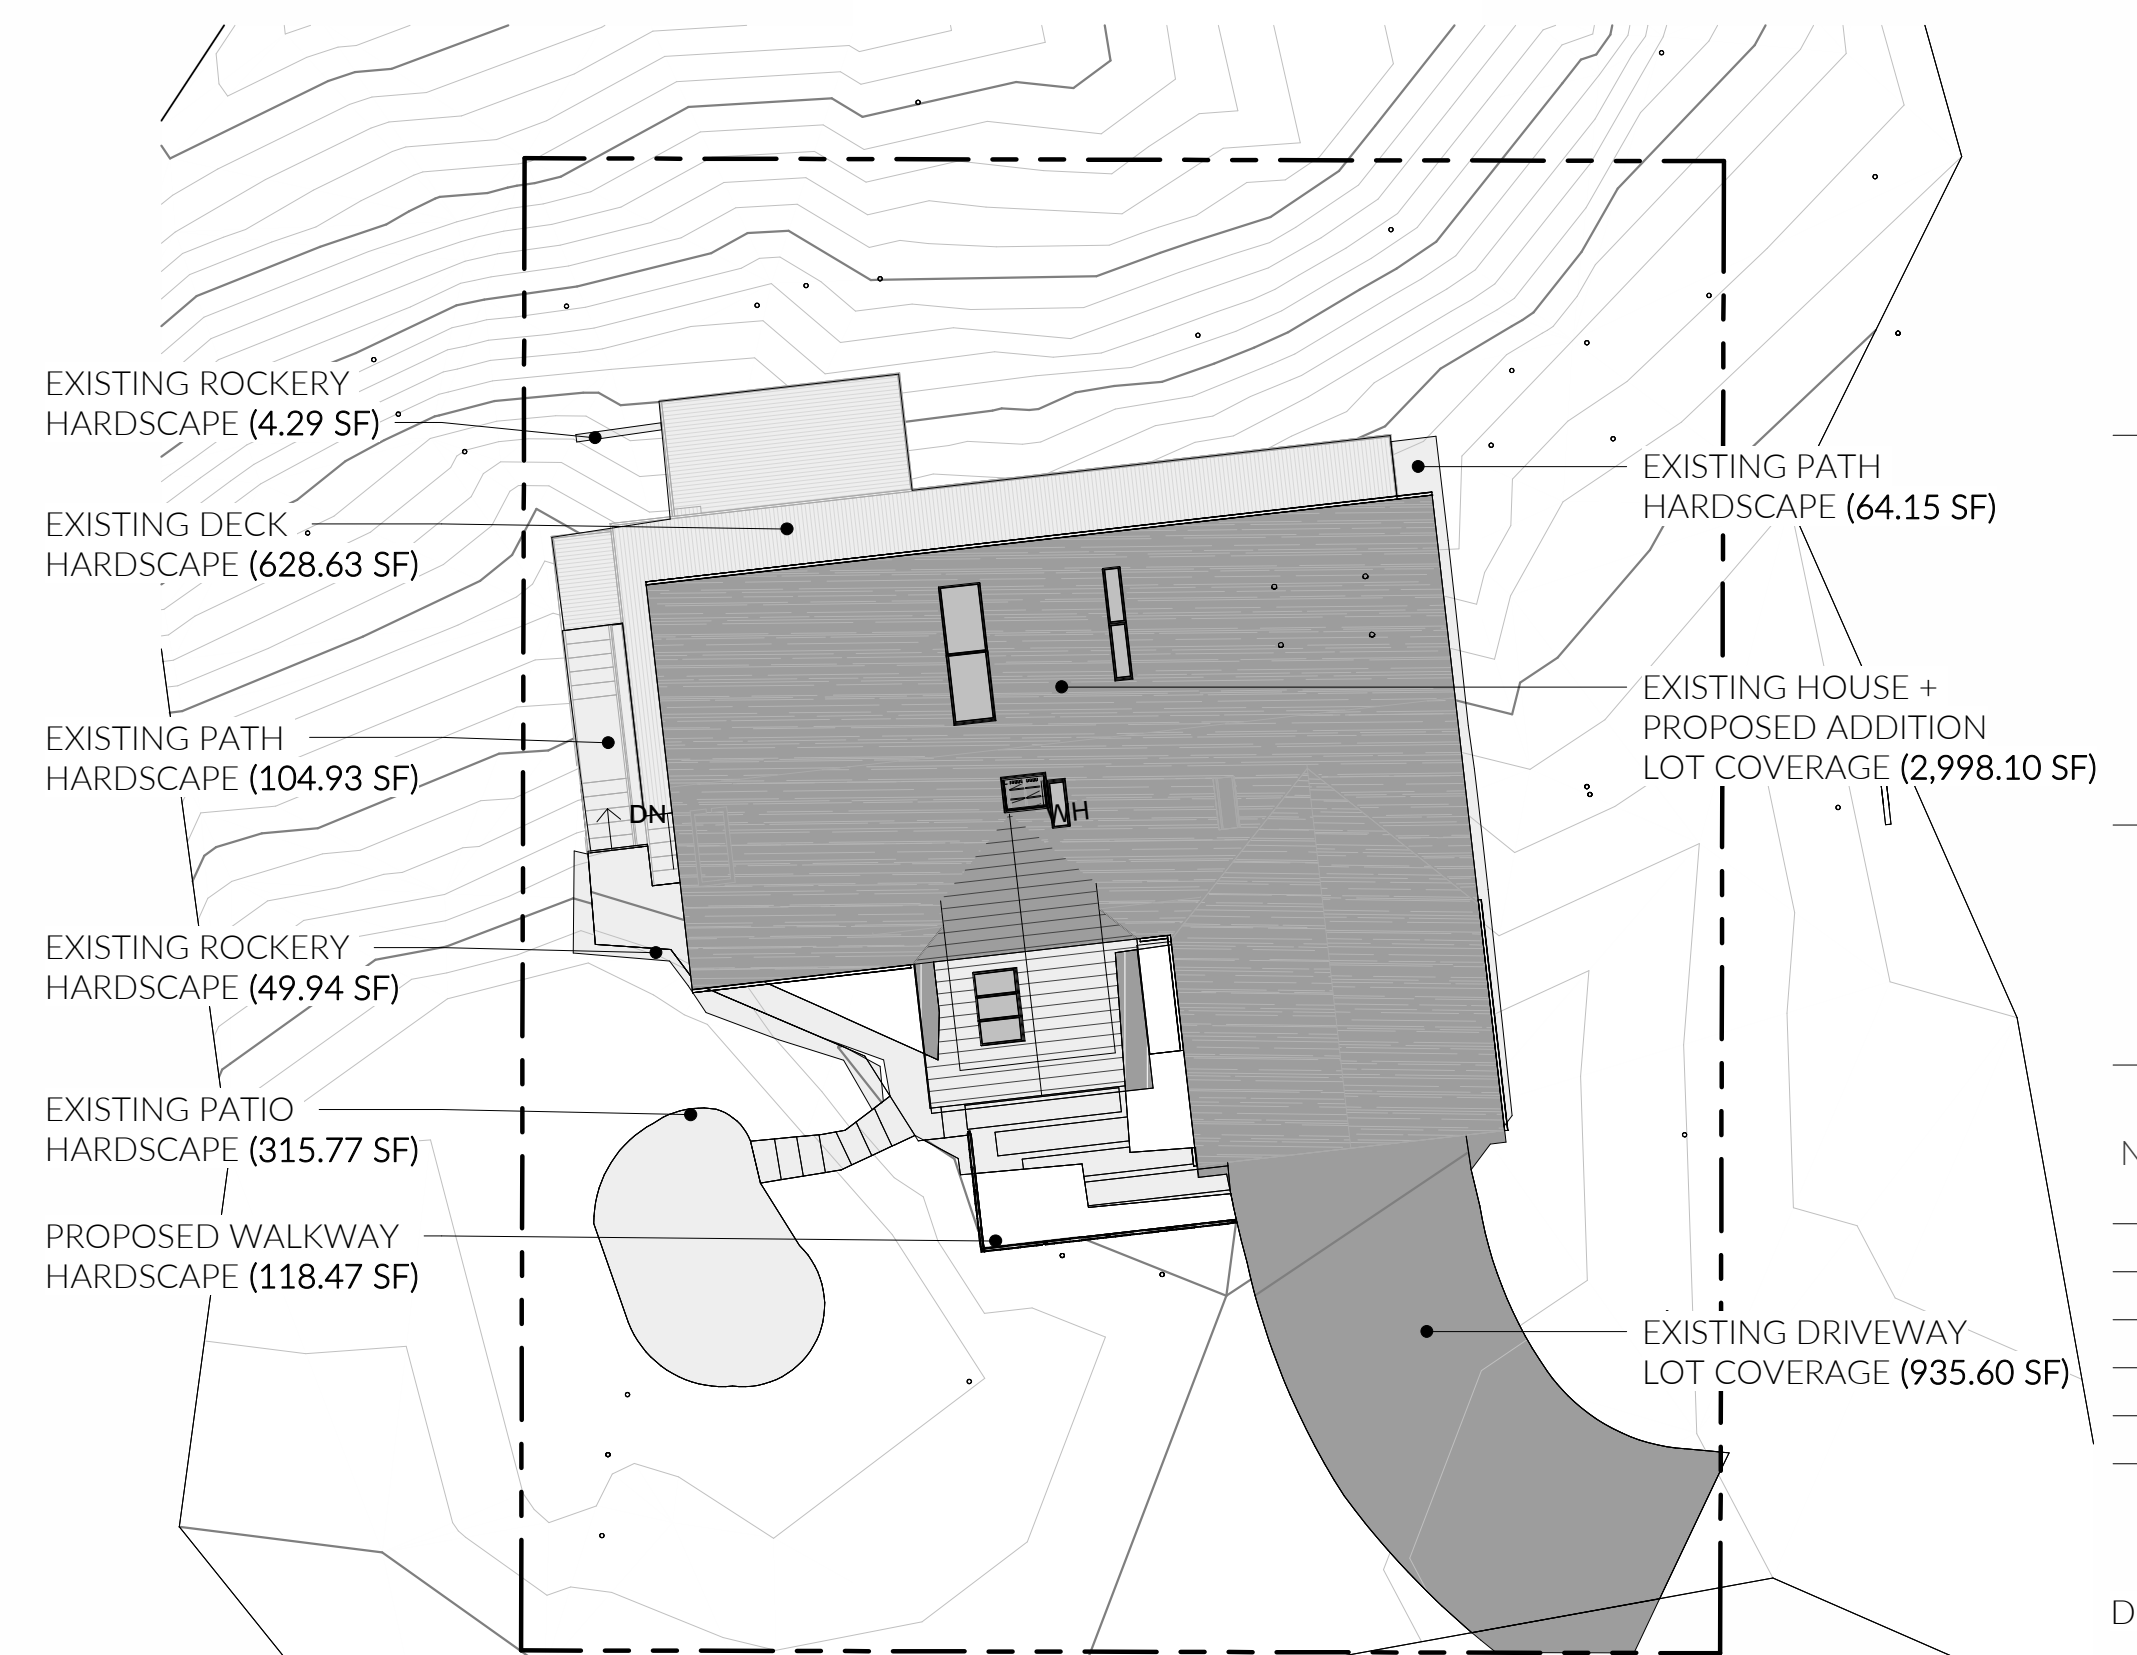 EXISTING ROCKERY
HARDSCAPE (4.29 SF)
EXISTING PATH
HARDSCAPE (64.15 SF)
EXISTING DECK
HARDSCAPE (628.63 SF)
EXISTING HOUSE +
PROPOSED ADDITION
LOT COVERAGE (2,998.10 SF)
EXISTING PATH
HARDSCAPE (104.93 SF)
DN
WH
EXISTING ROCKERY
HARDSCAPE (49.94 SF)
EXISTING PATIO
HARDSCAPE (315.77 SF)
PROPOSED WALKWAY
HARDSCAPE (118.47 SF)
EXISTING DRIVEWAY
LOT COVERAGE (935.60 SF)